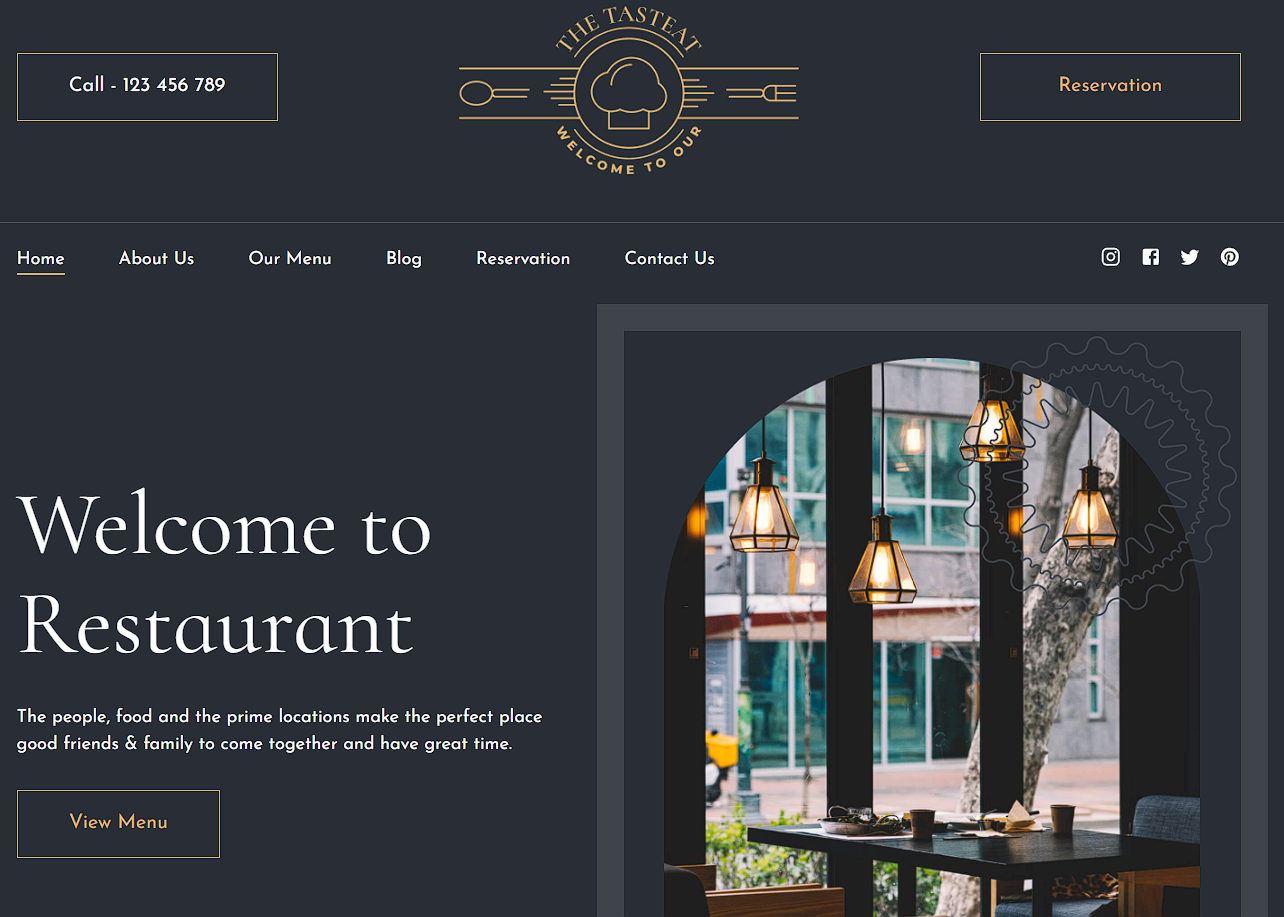 THE TASTEAT
Call - 123 456 789
Reservation
WELCOME TO OUR
Home
About Us
Our Menu
Blog
Reservation
Contact Us
Welcome to
Restaurant
The people, food and the prime locations make the perfect place
good friends & family to come together and have great time.
View Menu